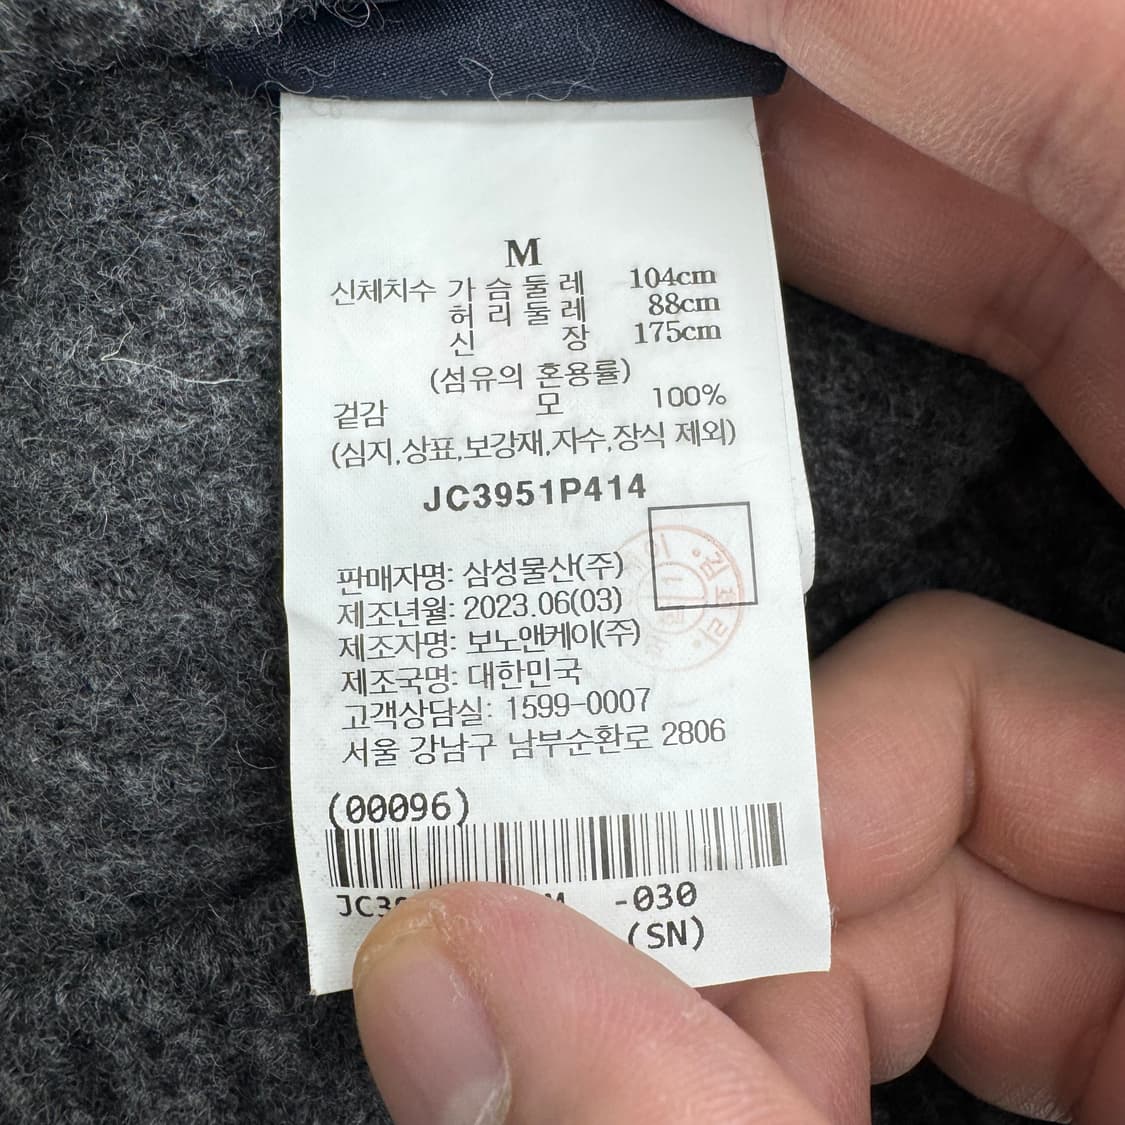 M
신체치수 가슴둘레 104cm
허리둘레 88cm
신 장 175cm
(섬유의 혼용률)
겉감 모 100%
(심지,상표,보강재,자수,장식 제외)
JC3951P414
판매자명: 삼성물산(주)
제조년월: 2023.06(03)
제조자명: 보노앤케이(주)
제조국명: 대한민국
고객상담실: 1599-0007
서울 강남구 남부순환로 2806
(00096)
-030
(SN)